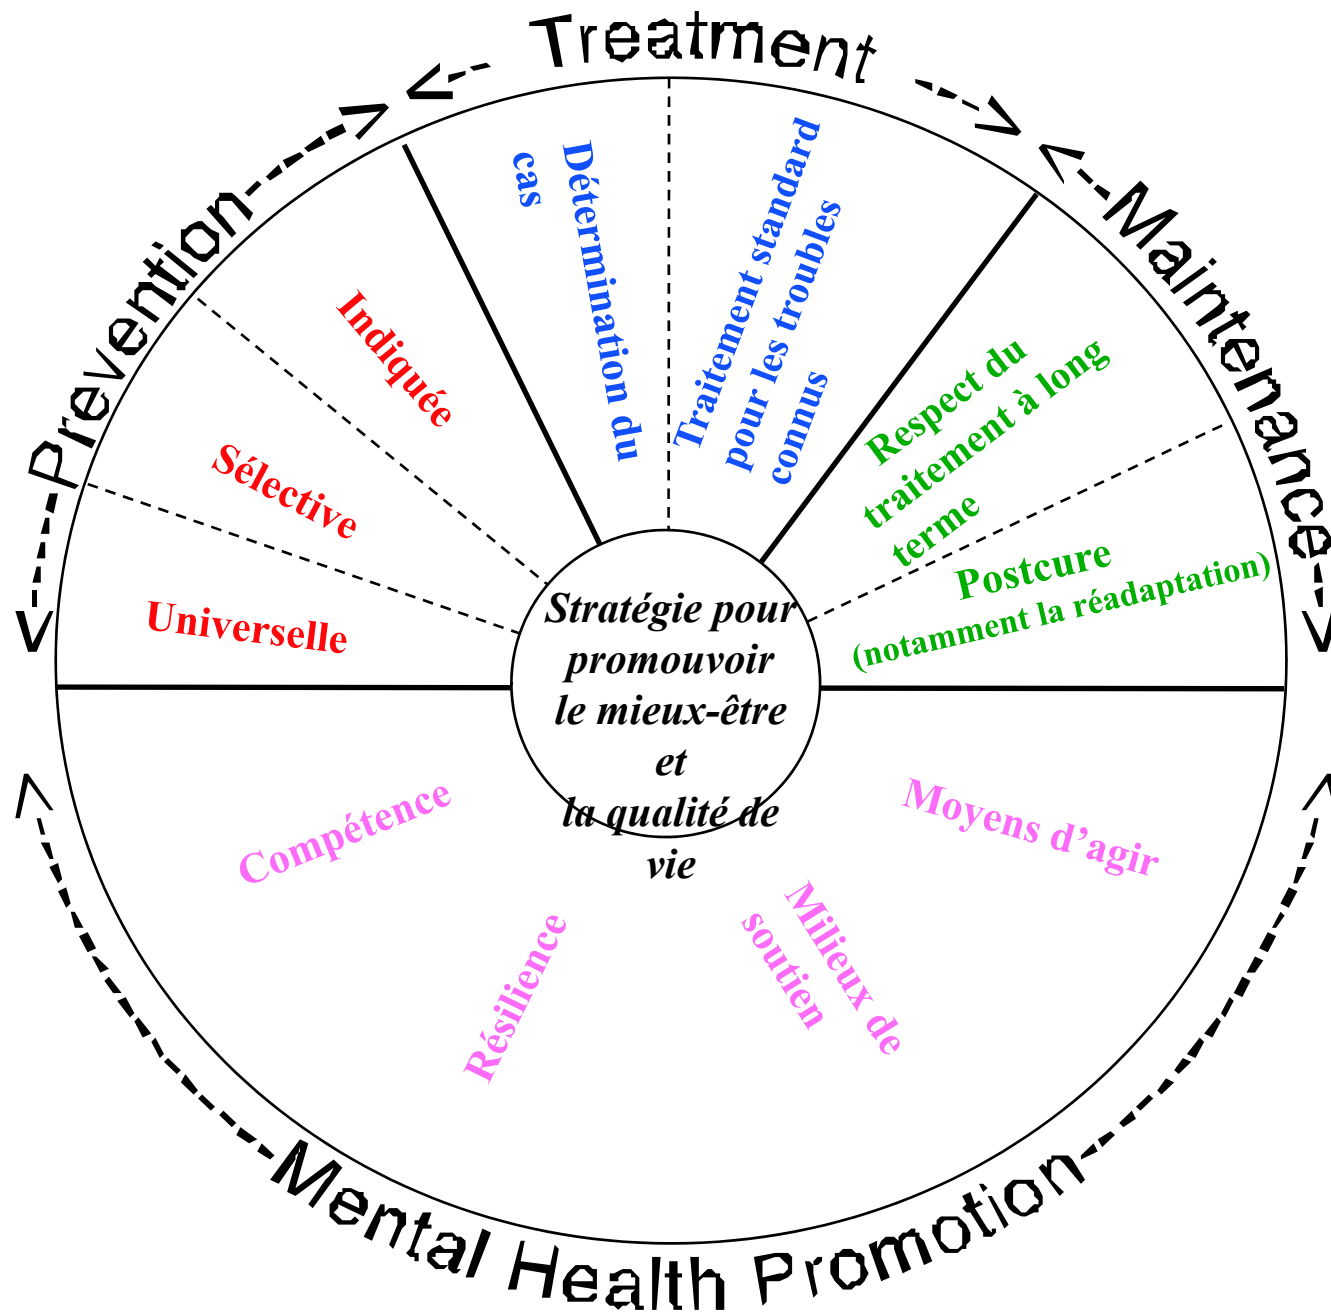 Treatment
Prevention
Maintenance
Mental Health Promotion
Universelle
Sélective
Indiquée
Détermination du
cas
Traitement standard
pour les troubles
connus
Respect du
traitement à long
terme
Postcure
(notamment la réadaptation)
Stratégie pour
promouvoir
le mieux-être
et
la qualité de
vie
Compétence
Résilience
Milieux de
soutien
Moyens d’agir